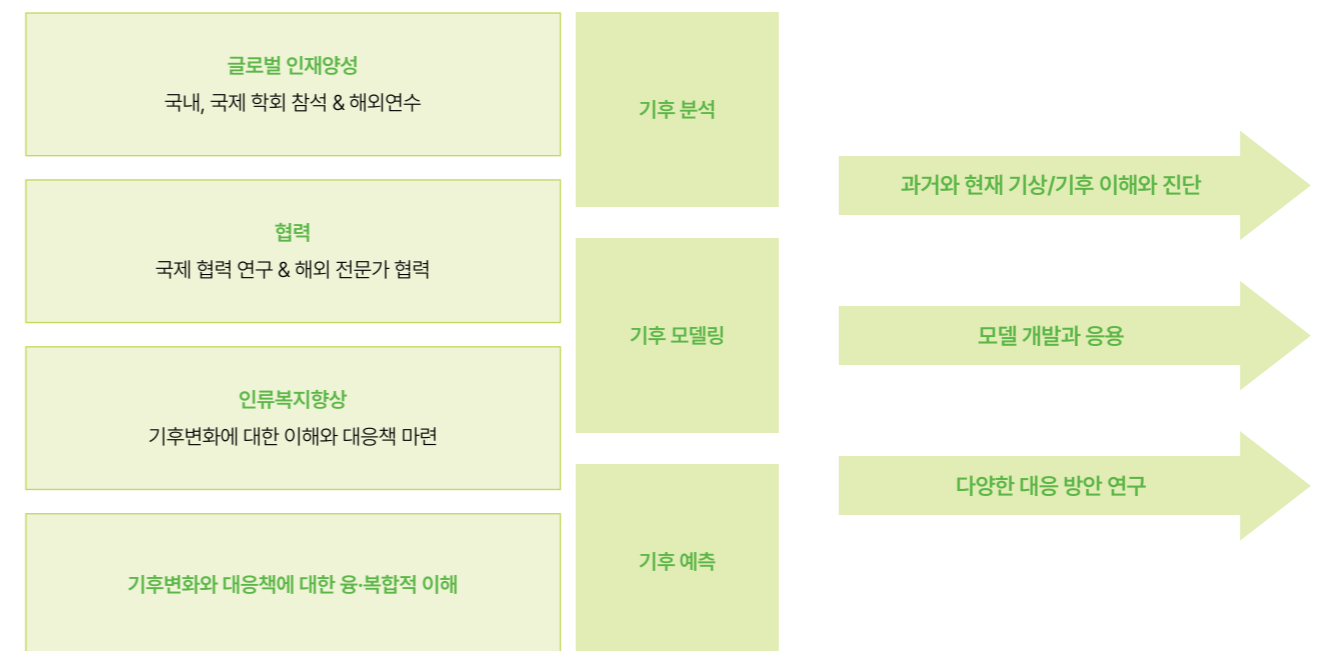 글로벌 인재양성
국내, 국제 학회 참석 & 해외연수
협력
국제 협력 연구 & 해외 전문가 협력
인류복지향상
기후변화에 대한 이해와 대응책 마련
기후변화와 대응책에 대한 융·복합적 이해
기후 분석
기후 모델링
기후 예측
과거와 현재 기상/기후 이해와 진단
모델 개발과 응용
다양한 대응 방안 연구